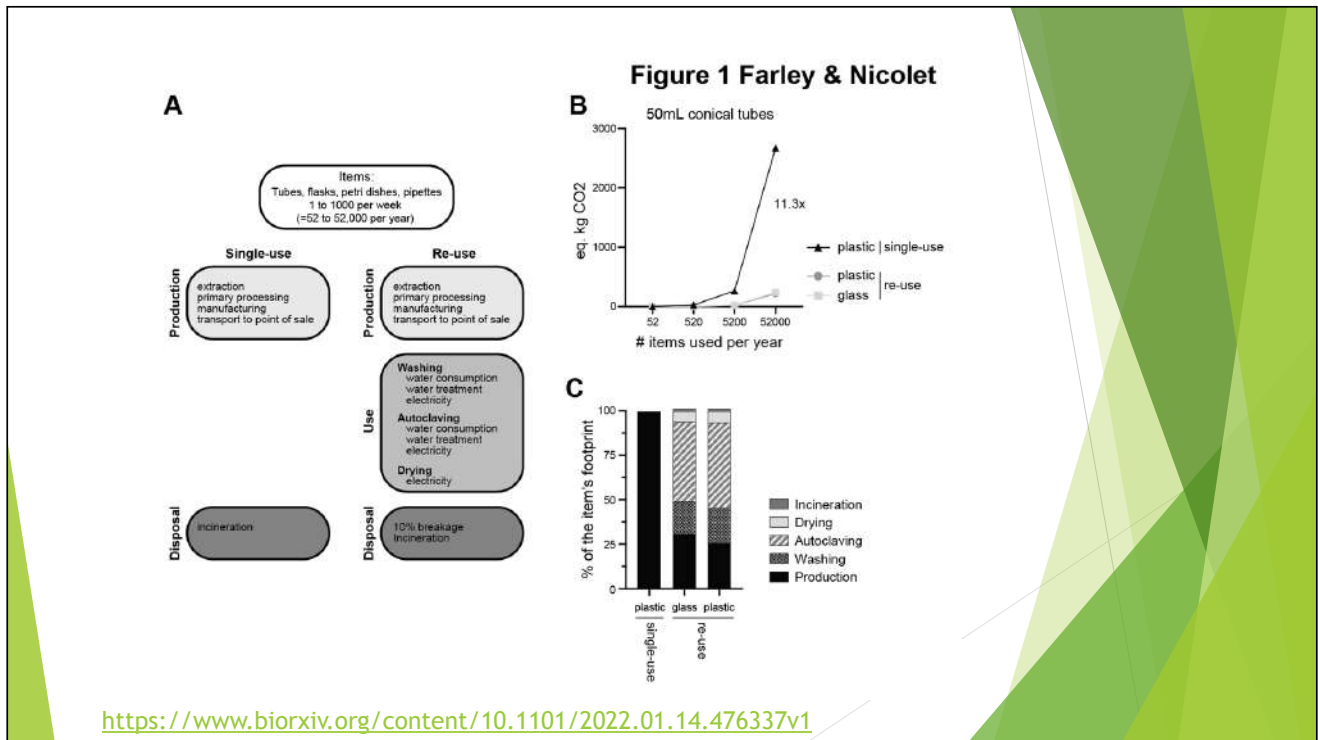 Figure 1 Farley & Nicolet
A
Items:
Tubes, flasks, petri dishes, pipettes
1 to 1000 per week
(=52 to 52,000 per year)
Single-use
Re-use
Production
extraction
primary processing
manufacturing
transport to point of sale
Production
extraction
primary processing
manufacturing
transport to point of sale
Use
Washing
water consumption
water treatment
electricity
Autoclaving
water consumption
water treatment
electricity
Drying
electricity
Disposal
incineration
Disposal
10% breakage
Incineration
B
50mL conical tubes
eq. kg CO2
3000
2000
1000
0
52
520
5200
52000
# items used per year
11.3x
plastic | single-use
plastic
glass
re-use
C
% of the item's footprint
100
75
50
25
0
plastic
glass
plastic
single-use
re-use
Incineration
Drying
Autoclaving
Washing
Production
https://www.biorxiv.org/content/10.1101/2022.01.14.476337v1